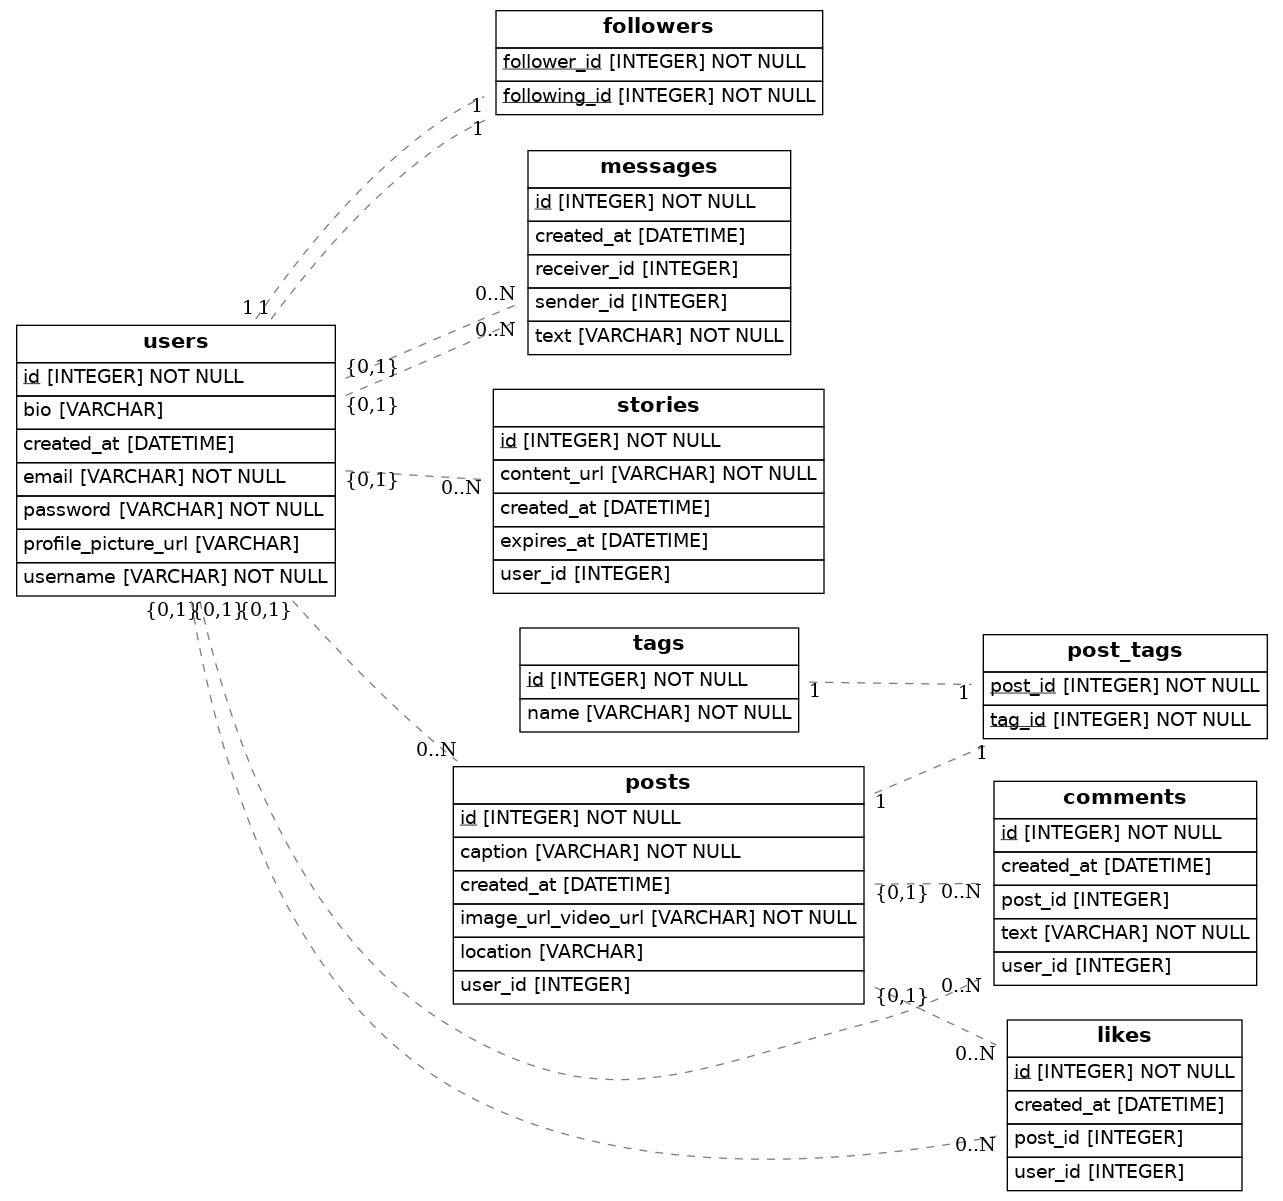 followers
follower_id [INTEGER] NOT NULL
following_id [INTEGER] NOT NULL
1
1
messages
id [INTEGER] NOT NULL
created_at [DATETIME]
receiver_id [INTEGER]
sender_id [INTEGER]
text [VARCHAR] NOT NULL
0..N
0..N
1 1
users
id [INTEGER] NOT NULL
bio [VARCHAR]
created_at [DATETIME]
email [VARCHAR] NOT NULL
password [VARCHAR] NOT NULL
profile_picture_url [VARCHAR]
username [VARCHAR] NOT NULL
{0,1}
{0,1}
{0,1}
0..N
stories
id [INTEGER] NOT NULL
content_url [VARCHAR] NOT NULL
created_at [DATETIME]
expires_at [DATETIME]
user_id [INTEGER]
{0,1} {0,1} {0,1}
tags
id [INTEGER] NOT NULL
name [VARCHAR] NOT NULL
1
1
post_tags
post_id [INTEGER] NOT NULL
tag_id [INTEGER] NOT NULL
1
0..N
posts
id [INTEGER] NOT NULL
caption [VARCHAR] NOT NULL
created_at [DATETIME]
image_url_video_url [VARCHAR] NOT NULL
location [VARCHAR]
user_id [INTEGER]
1
{0,1}
0..N
{0,1}
0..N
comments
id [INTEGER] NOT NULL
created_at [DATETIME]
post_id [INTEGER]
text [VARCHAR] NOT NULL
user_id [INTEGER]
0..N
0..N
likes
id [INTEGER] NOT NULL
created_at [DATETIME]
post_id [INTEGER]
user_id [INTEGER]